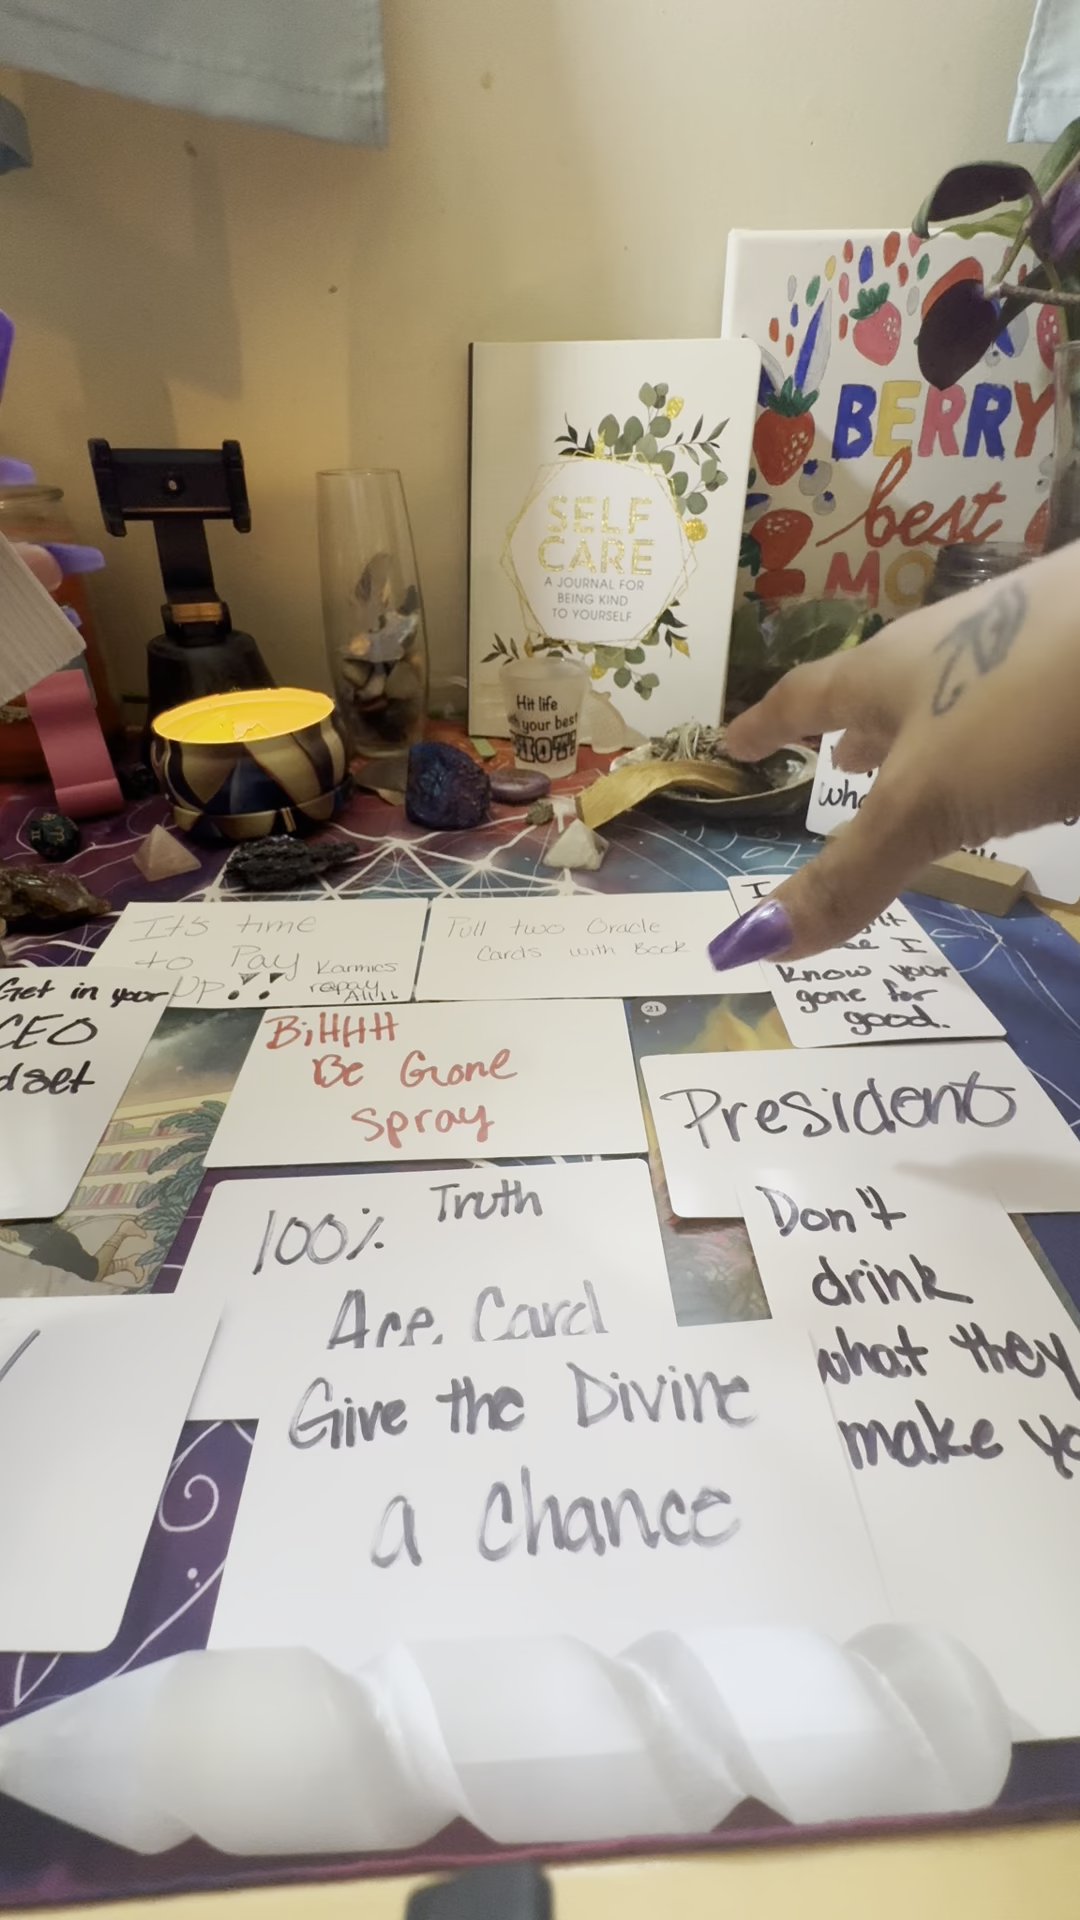 BERRY
best
MO
SELF
CARE
A JOURNAL FOR
BEING KIND
TO YOURSELF
Hit life
your best
It's time
to Pay
UP!!
Karmics
repay
Pull two Oracle
Cards with Book
I
I
Know your
gone for
good.
Get in your
CEO
BiHHH
Be Gone
Spray
21
President
100% Truth
Ace Card
Give the Divine
a Chance
Don't
drink
what they
make